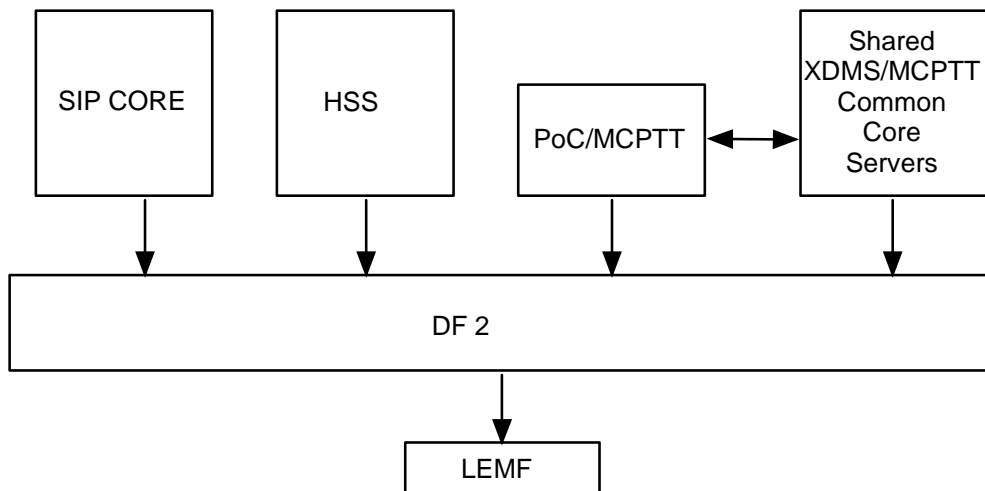 SIP CORE
HSS
PoC/MCPTT
Shared
XDMS/MCPTT
Common
Core
Servers
DF 2
LEMF